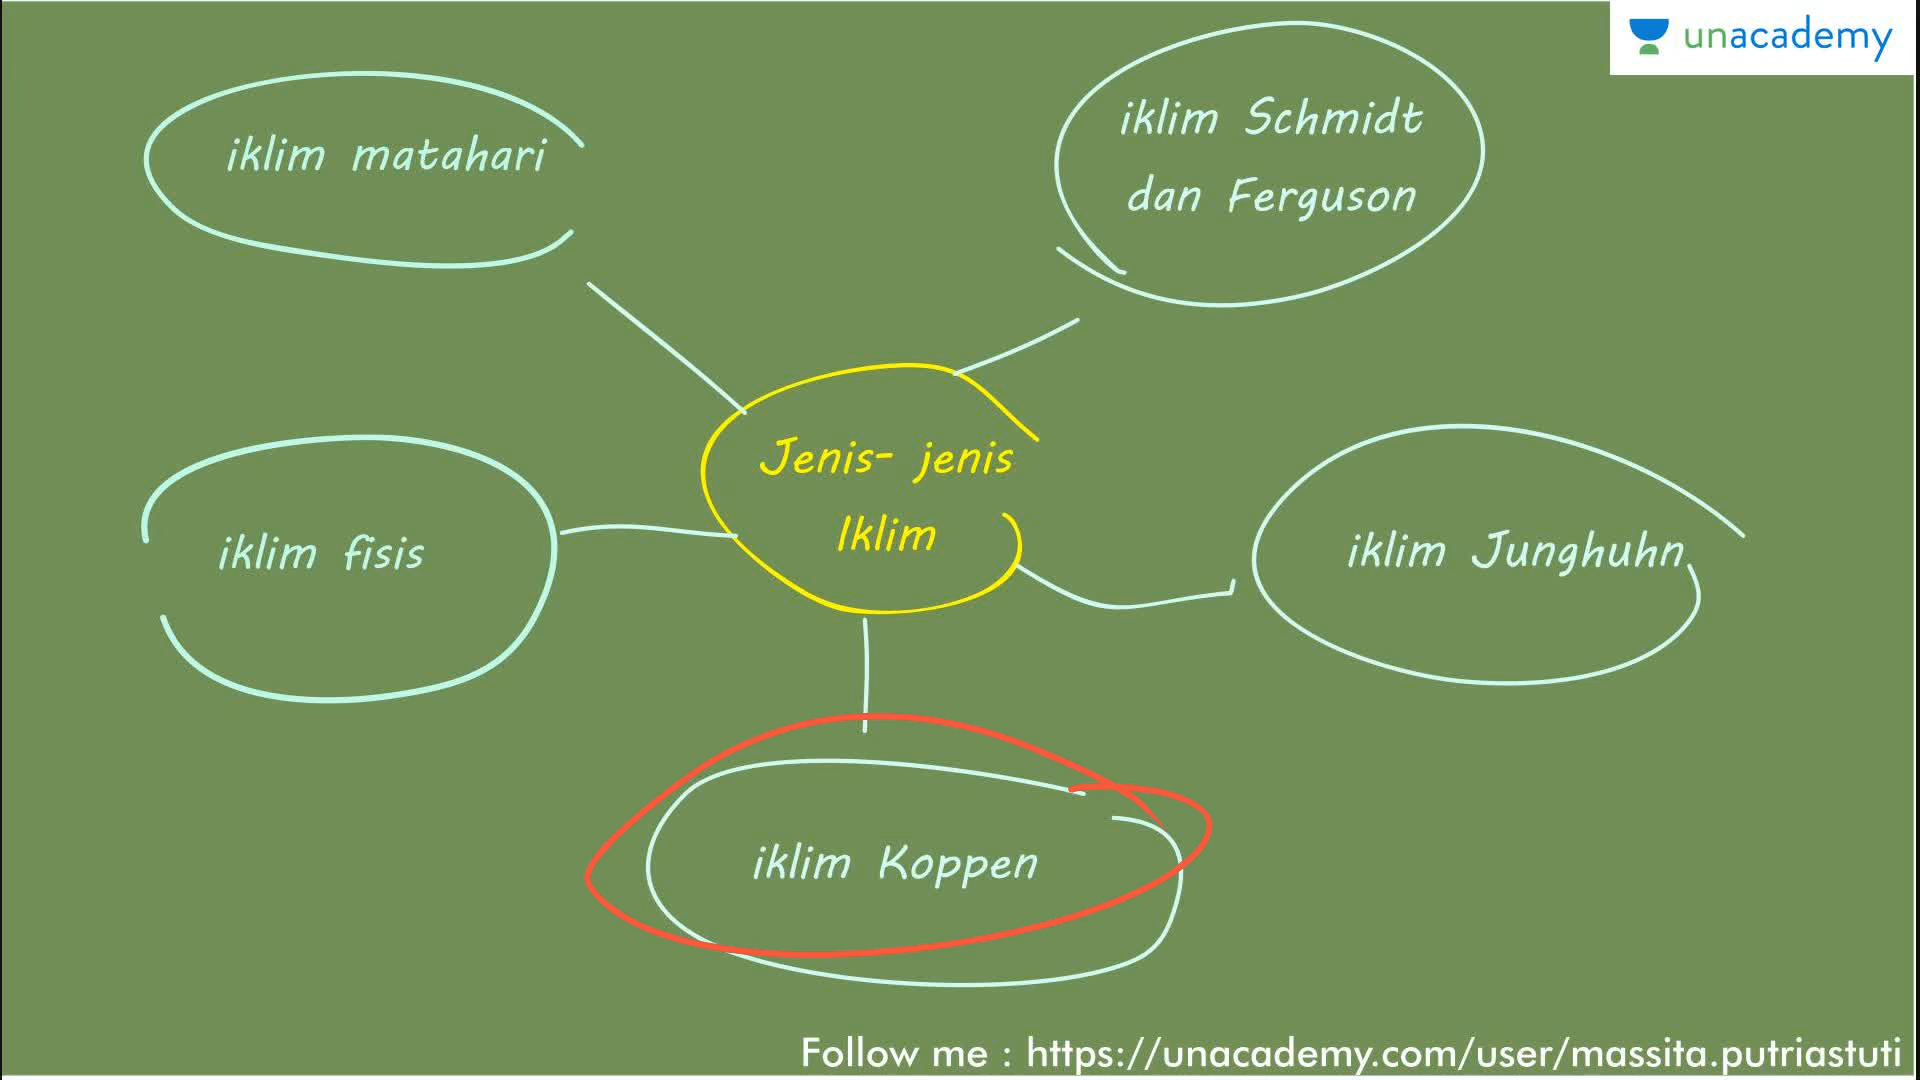 unacademy
iklim matahari
iklim Schmidt
dan Ferguson
Jenis- jenis
Iklim
iklim fisis
iklim Junghuhn
iklim Koppen
Follow me : https://unacademy.com/user/massita.putriastuti